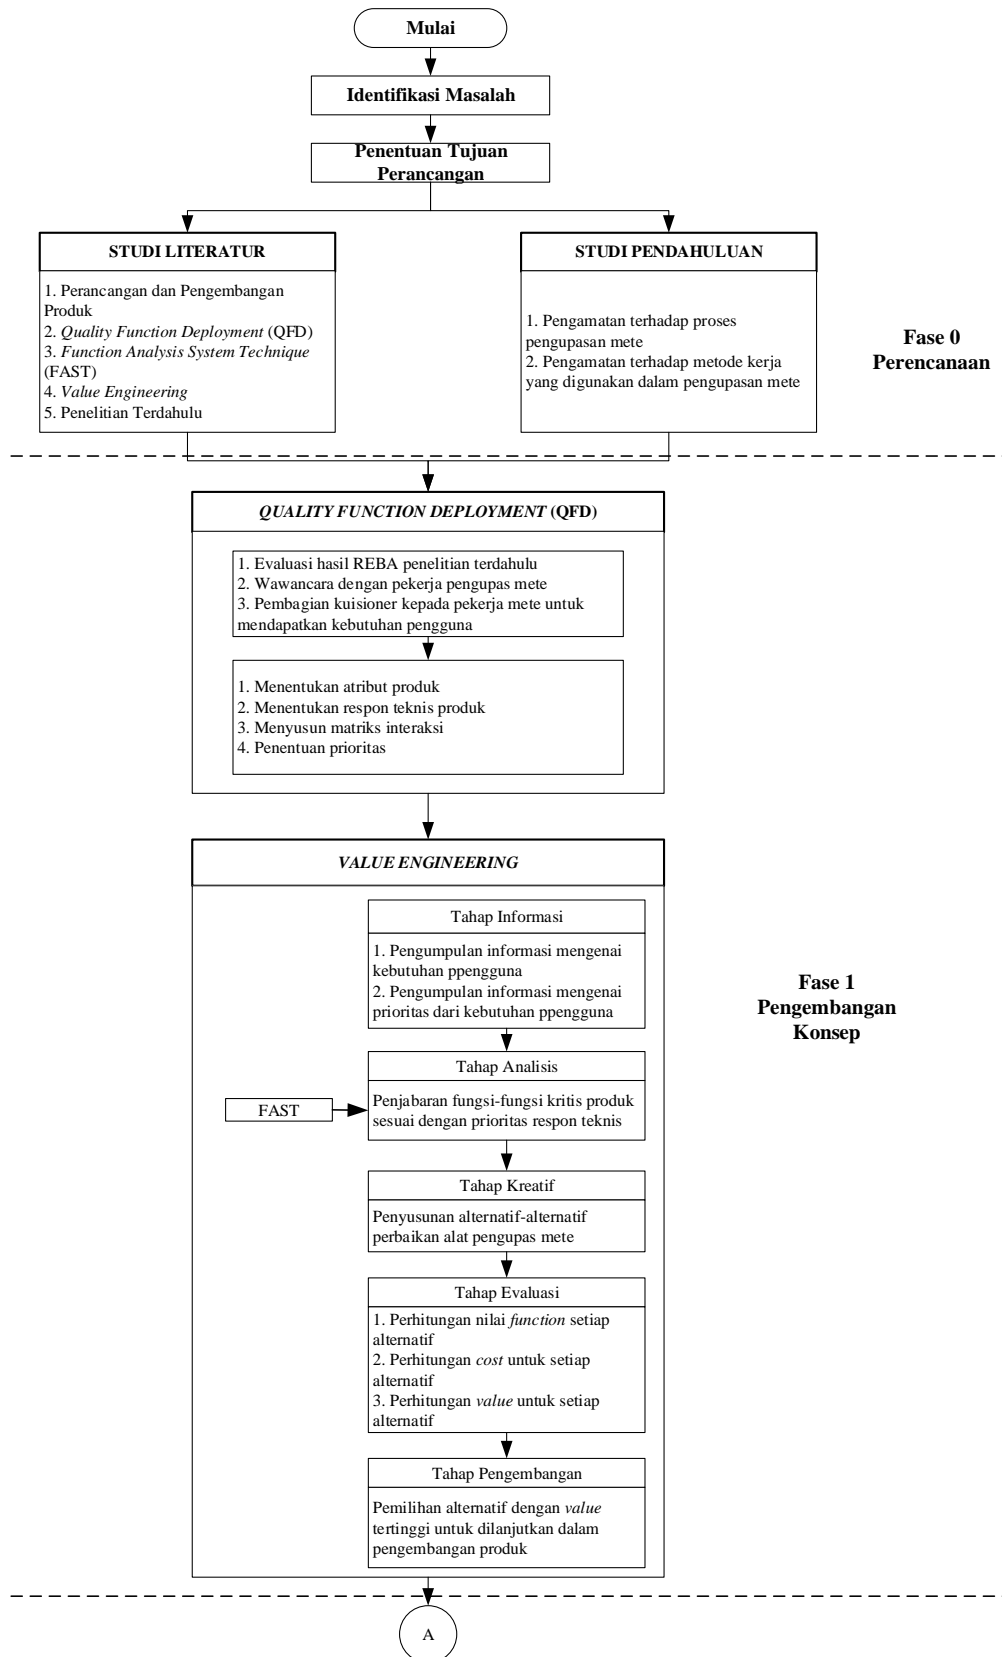 Mulai
Identifikasi Masalah
Penentuan Tujuan
Perancangan
STUDI LITERATUR
1. Perancangan dan Pengembangan
Produk
2. Quality Function Deployment (QFD)
3. Function Analysis System Technique
(FAST)
4. Value Engineering
5. Penelitian Terdahulu
STUDI PENDAHULUAN
1. Pengamatan terhadap proses
pengupasan mete
2. Pengamatan terhadap metode kerja
yang digunakan dalam pengupasan mete
Fase 0
Perencanaan
QUALITY FUNCTION DEPLOYMENT (QFD)
1. Evaluasi hasil REBA penelitian terdahulu
2. Wawancara dengan pekerja pengupas mete
3. Pembagian kuisioner kepada pekerja mete untuk
mendapatkan kebutuhan pengguna
1. Menentukan atribut produk
2. Menentukan respon teknis produk
3. Menyusun matriks interaksi
4. Penentuan prioritas
VALUE ENGINEERING
Tahap Informasi
1. Pengumpulan informasi mengenai
kebutuhan ppengguna
2. Pengumpulan informasi mengenai
prioritas dari kebutuhan ppengguna
Fase 1
Pengembangan
Konsep
Tahap Analisis
FAST
Penjabaran fungsi-fungsi kritis produk
sesuai dengan prioritas respon teknis
Tahap Kreatif
Penyusunan alternatif-alternatif
perbaikan alat pengupas mete
Tahap Evaluasi
1. Perhitungan nilai function setiap
alternatif
2. Perhitungan cost untuk setiap
alternatif
3. Perhitungan value untuk setiap
alternatif
Tahap Pengembangan
Pemilihan alternatif dengan value
tertinggi untuk dilanjutkan dalam
pengembangan produk
A